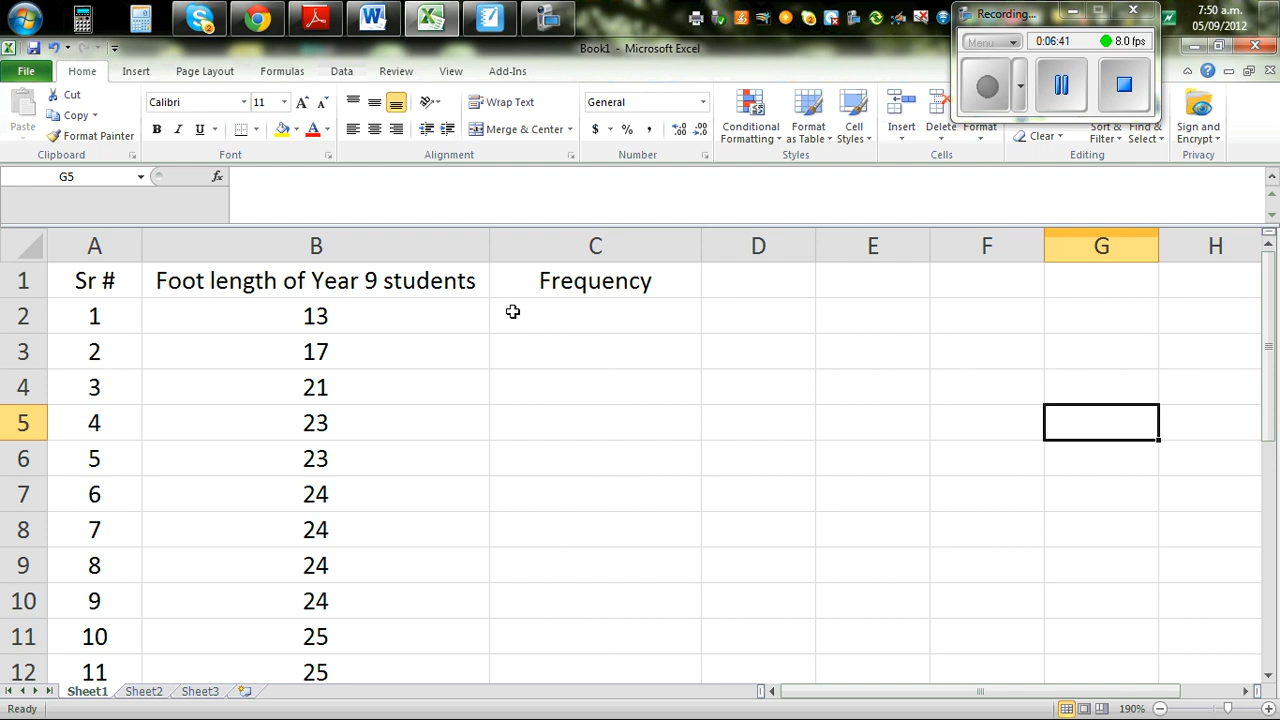 Recording...
7:50 a.m.
05/09/2012
Menu
0:06:41
8.0 fps
Book1 - Microsoft Excel
File
Home
Insert
Page Layout
Formulas
Data
Review
View
Add-Ins
Paste
Cut
Copy
Format Painter
Clipboard
Calibri
11
B I U
Font
Wrap Text
Merge & Center
Alignment
General
$ % ,
Number
Conditional Formatting
Format as Table
Cell Styles
Styles
Insert
Delete
Format
Cells
Clear
Sort & Filter
Find & Select
Editing
Sign and Encrypt
Privacy
G5
fx
A B C D E F G H
1 Sr # Foot length of Year 9 students Frequency
2 1 13
3 2 17
4 3 21
5 4 23
6 5 23
7 6 24
8 7 24
9 8 24
10 9 24
11 10 25
12 11 25
Sheet1 Sheet2 Sheet3
Ready
190%